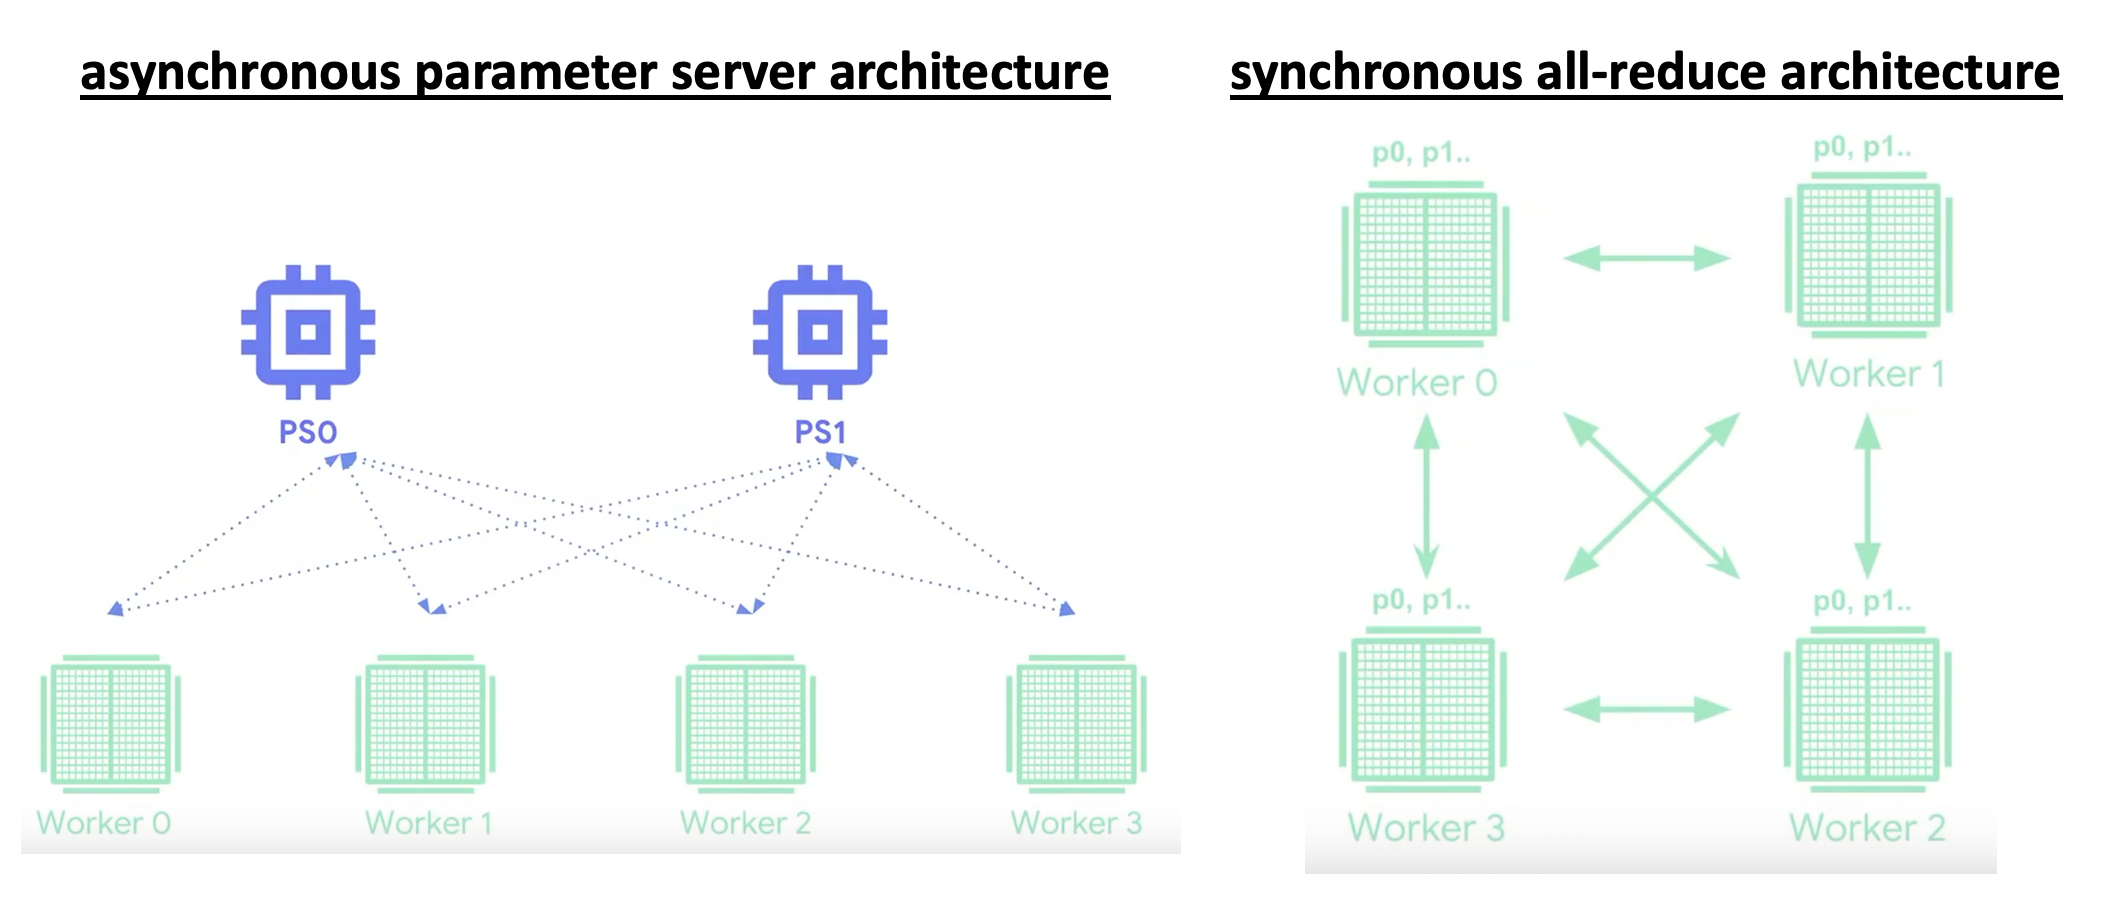 asynchronous parameter server architecture
PS0
PS1
Worker 0
Worker 1
Worker 2
Worker 3
synchronous all-reduce architecture
p0, p1..
p0, p1..
Worker 0
Worker 1
p0, p1..
p0, p1..
Worker 3
Worker 2